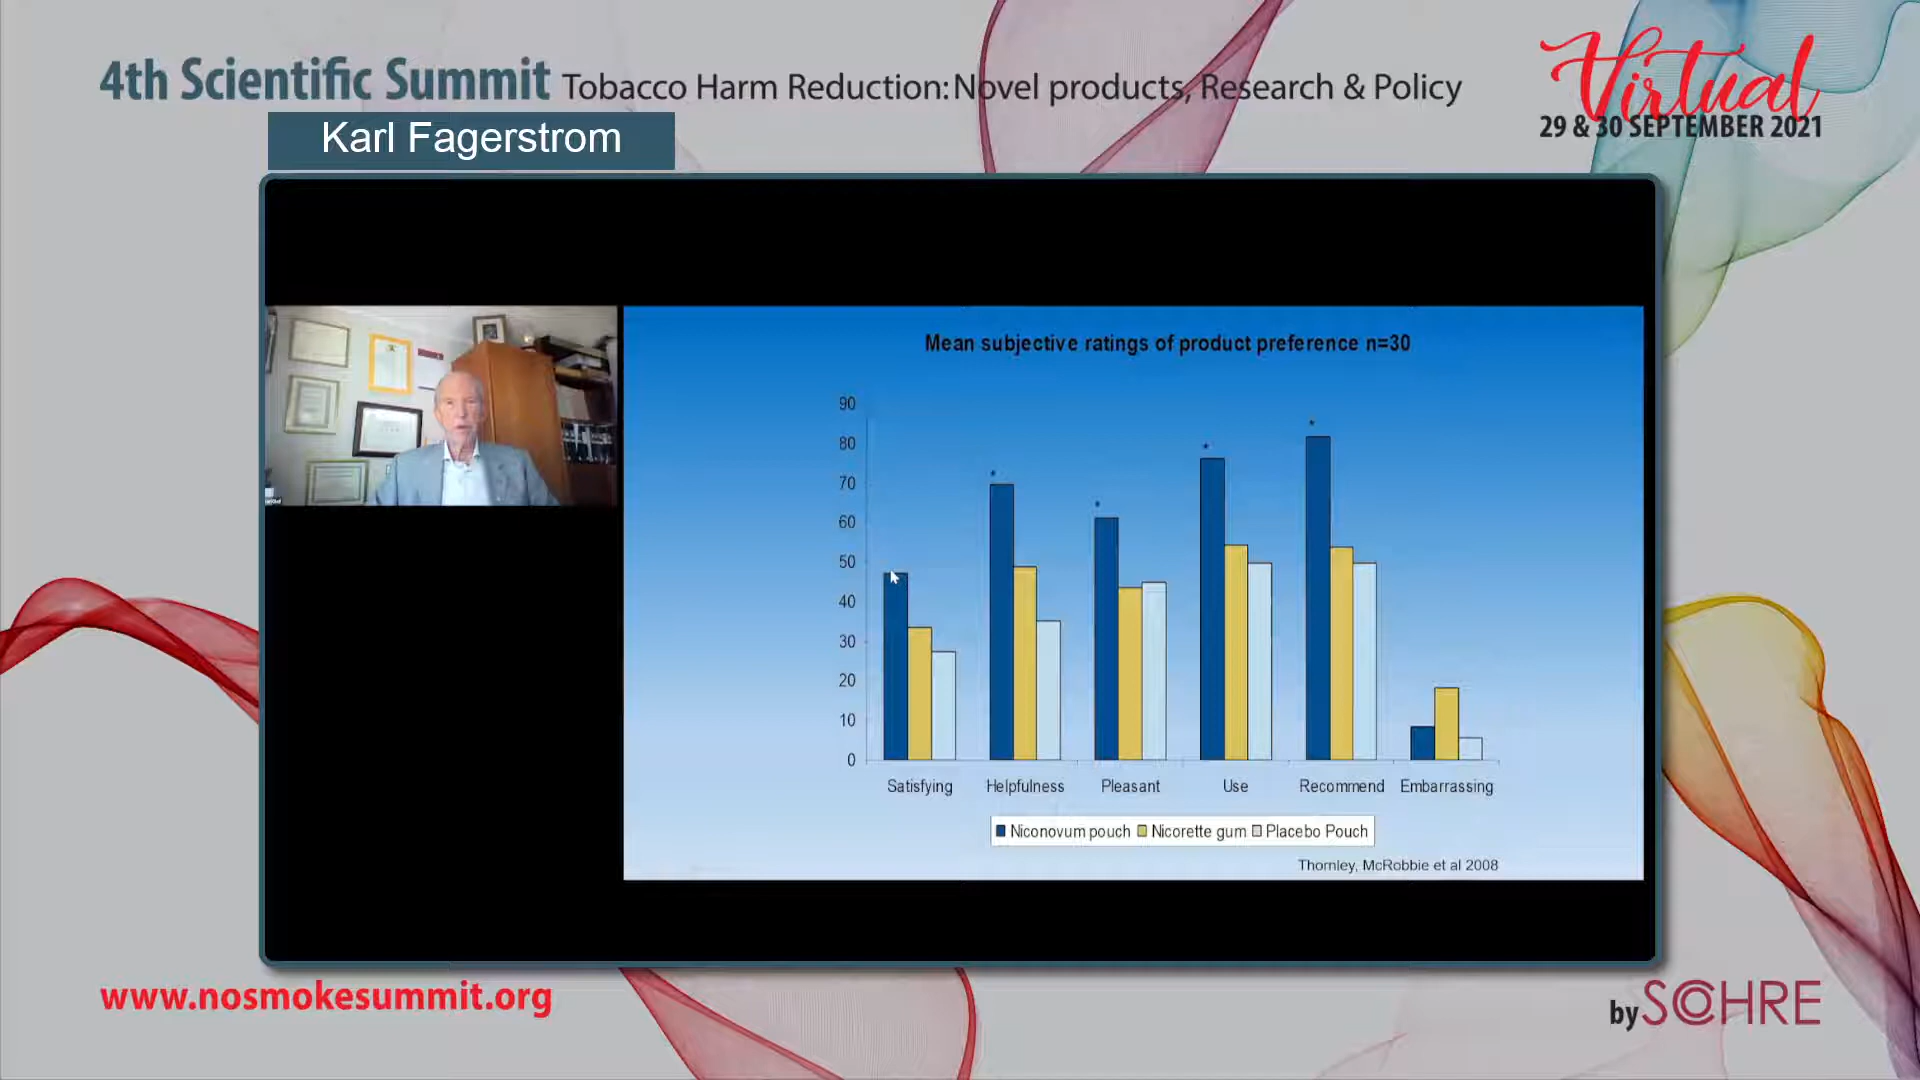 4th Scientific Summit Tobacco Harm Reduction: Novel products, Research & Policy
Virtual
29 & 30 SEPTEMBER 2021
Karl Fagerstrom
Mean subjective ratings of product preference n=30
90
80
70
60
50
40
30
20
10
0
Satisfying Helpfulness Pleasant Use Recommend Embarrassing
Niconovum pouch Nicorette gum Placebo Pouch
Thornley, McRobbie et al 2008
www.nosmokesummit.org
by SCOHRE